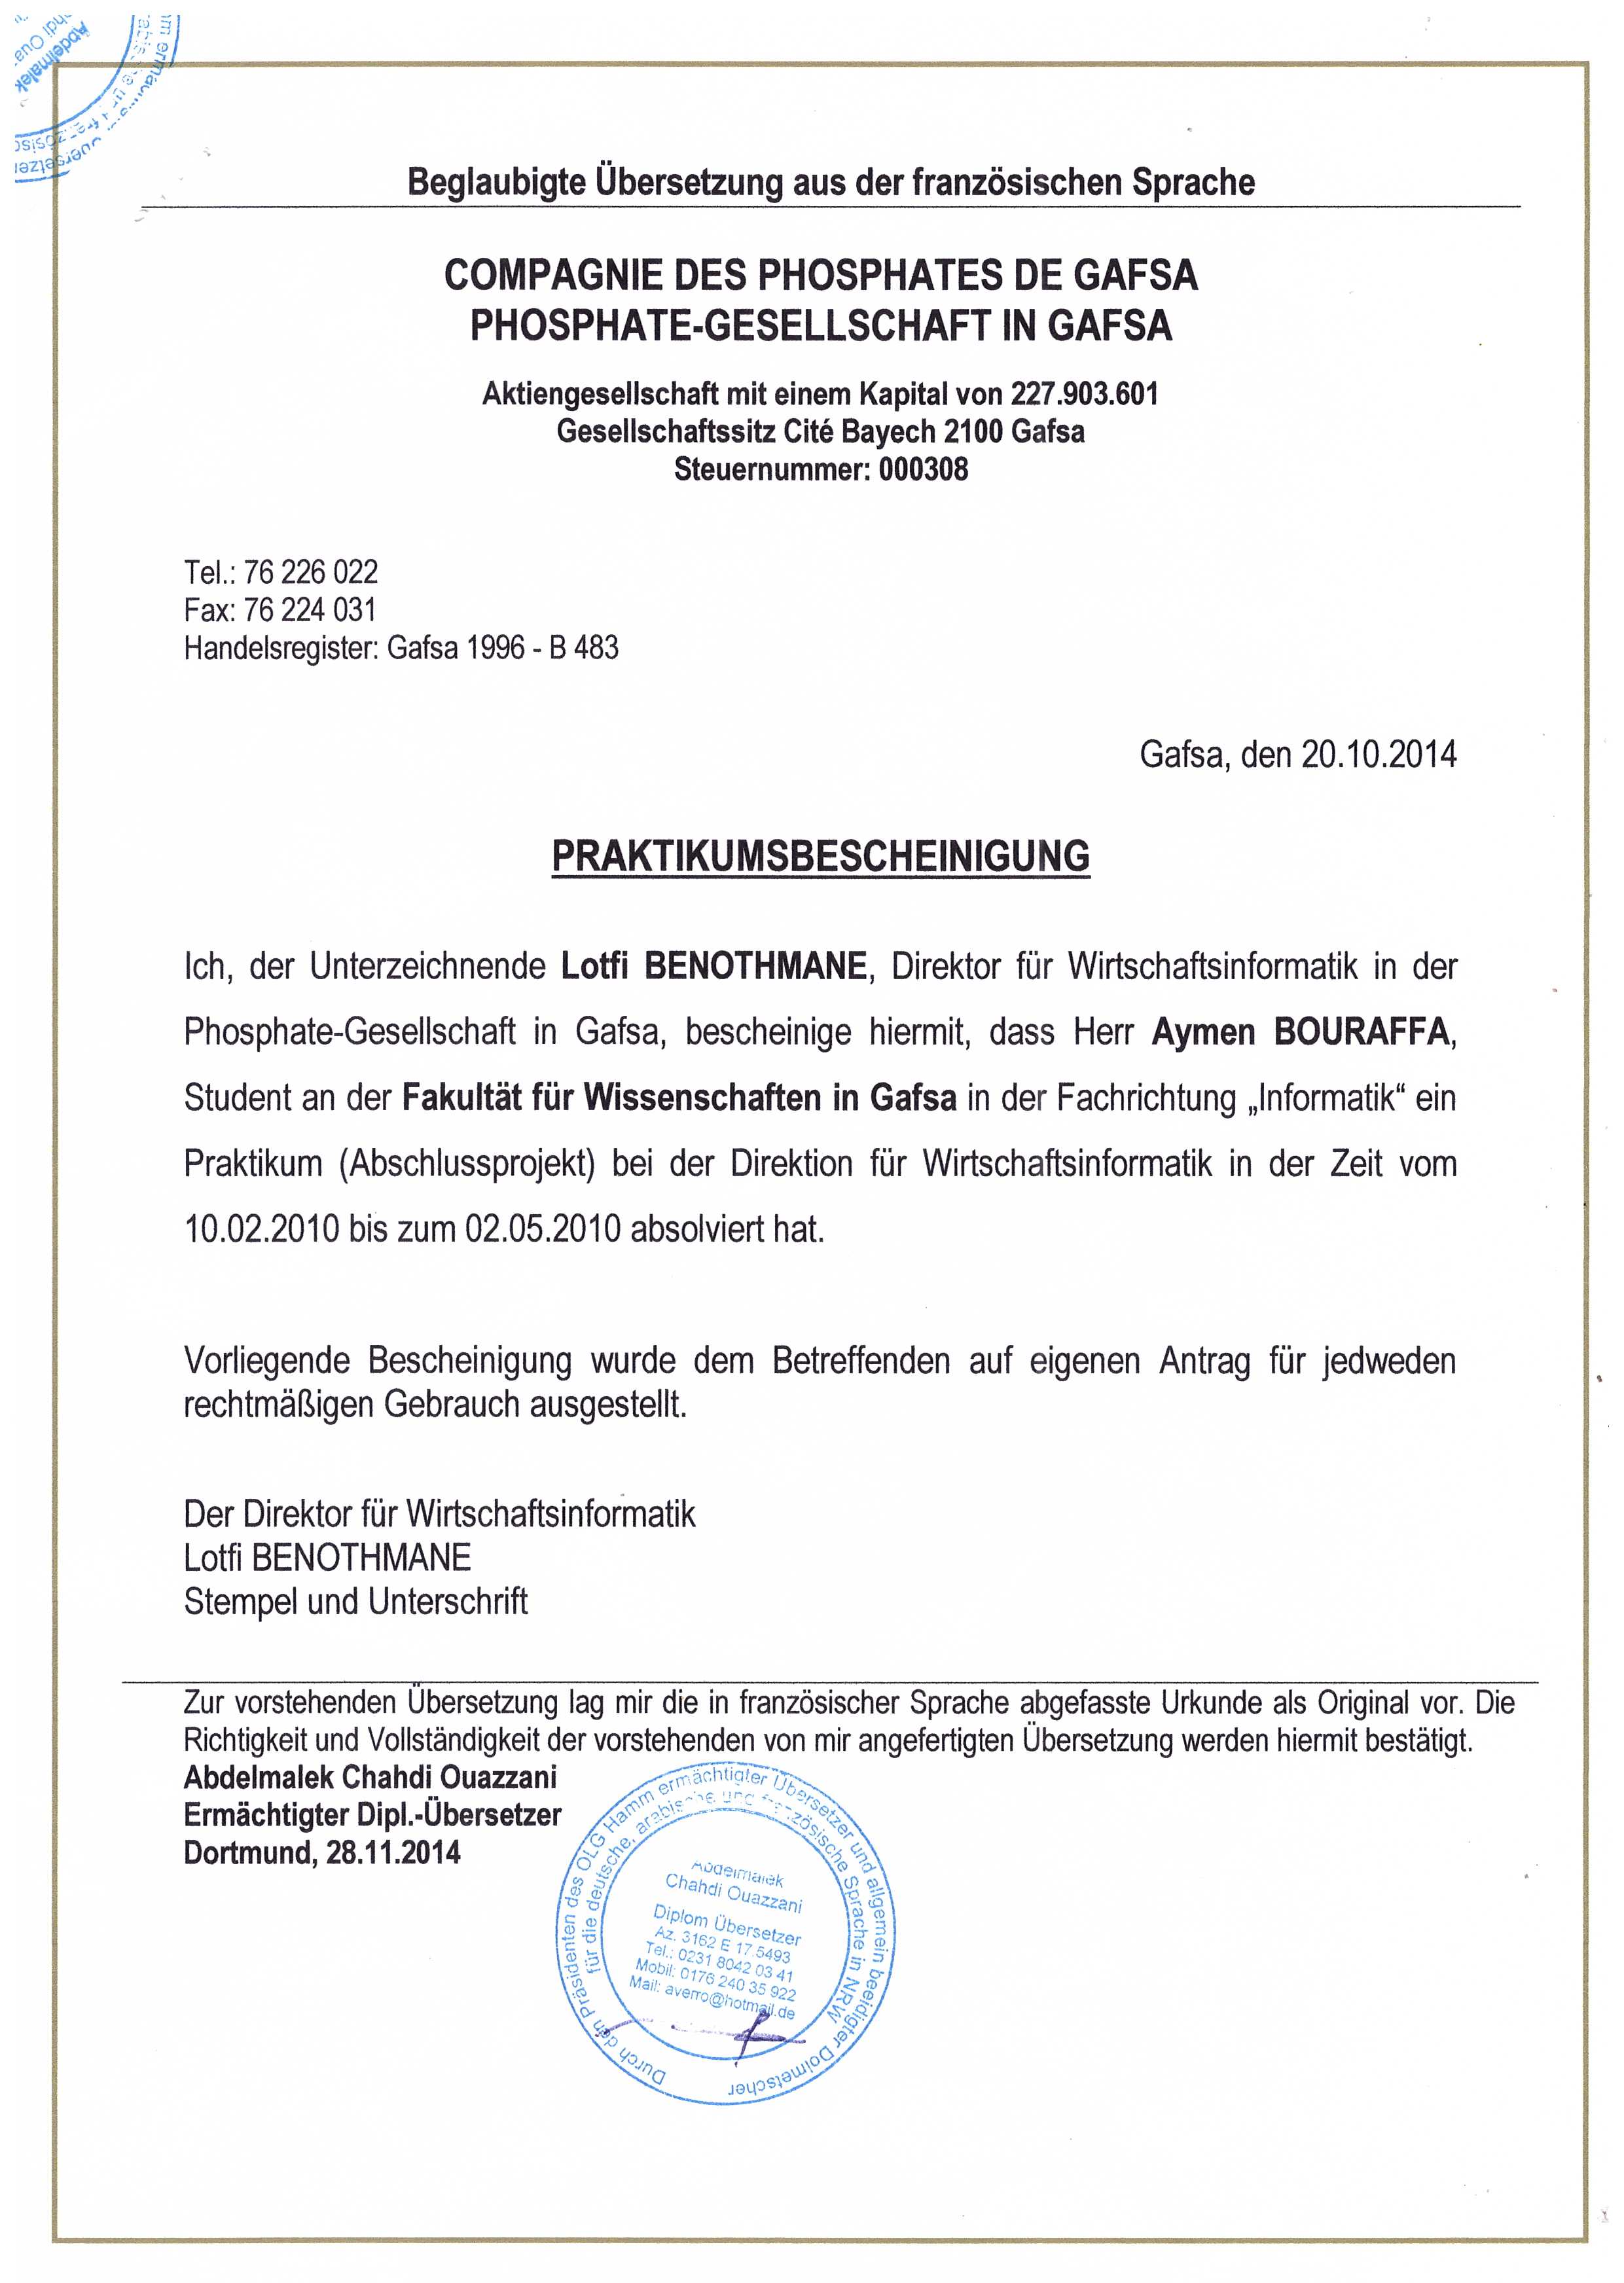 Beglaubigte Übersetzung aus der französischen Sprache
COMPAGNIE DES PHOSPHATES DE GAFSA
PHOSPHATE-GESELLSCHAFT IN GAFSA
Aktiengesellschaft mit einem Kapital von 227.903.601
Gesellschaftssitz Cité Bayech 2100 Gafsa
Steuernummer: 000308
Tel.: 76 226 022
Fax: 76 224 031
Handelsregister: Gafsa 1996 - B 483
Gafsa, den 20.10.2014
PRAKTIKUMSBESCHEINIGUNG
Ich, der Unterzeichnende Lotfi BENOTHMANE, Direktor für Wirtschaftsinformatik in der
Phosphate-Gesellschaft in Gafsa, bescheinige hiermit, dass Herr Aymen BOURAFFA,
Student an der Fakultät für Wissenschaften in Gafsa in der Fachrichtung „Informatik“ ein
Praktikum (Abschlussprojekt) bei der Direktion für Wirtschaftsinformatik in der Zeit vom
10.02.2010 bis zum 02.05.2010 absolviert hat.
Vorliegende Bescheinigung wurde dem Betreffenden auf eigenen Antrag für jedweden
rechtmäßigen Gebrauch ausgestellt.
Der Direktor für Wirtschaftsinformatik
Lotfi BENOTHMANE
Stempel und Unterschrift
Zur vorstehenden Übersetzung lag mir die in französischer Sprache abgefasste Urkunde als Original vor. Die
Richtigkeit und Vollständigkeit der vorstehenden von mir angefertigten Übersetzung werden hiermit bestätigt.
Abdelmalek Chahdi Ouazzani
Ermächtigter Dipl.-Übersetzer
Dortmund, 28.11.2014
Durch den Präsidenten des OLG Hamm ermächtigter Übersetzer und allgemein beeidigter Dolmetscher
für die deutsche, arabische und französische Sprache in NRW
Abdelmalek
Chahdi Ouazzani
Diplom Übersetzer
Az. 3162 E 17.5493
Tel.: 0231 8042 03 41
Mobil: 0176 240 35 922
Mail: averro@hotmail.de